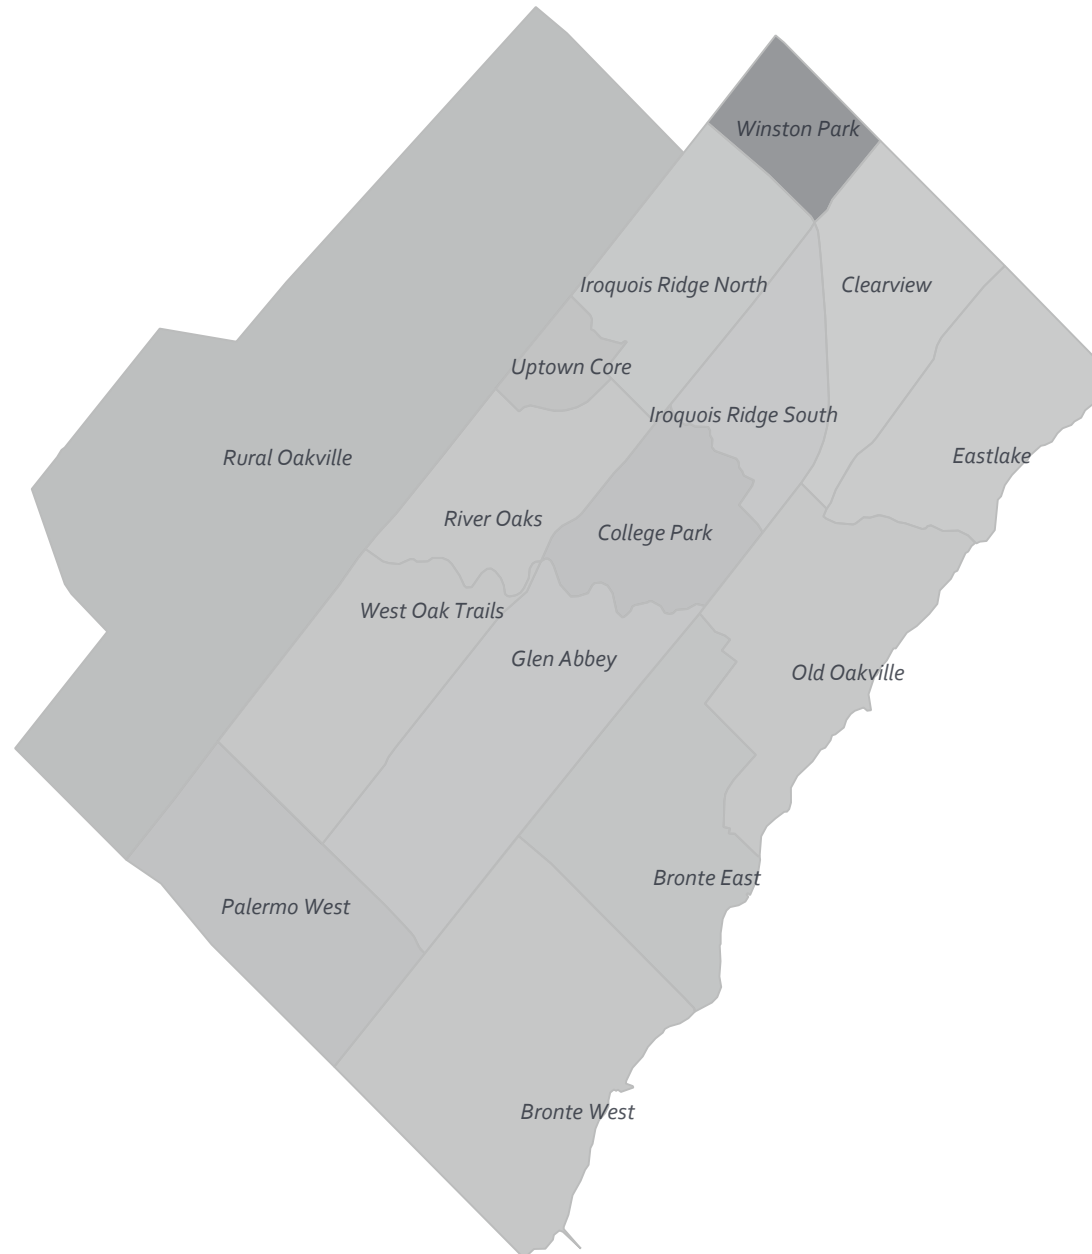 Winston Park
Iroquois Ridge North
Clearview
Uptown Core
Iroquois Ridge South
Rural Oakville
Eastlake
River Oaks
College Park
West Oak Trails
Glen Abbey
Old Oakville
Bronte East
Palermo West
Bronte West